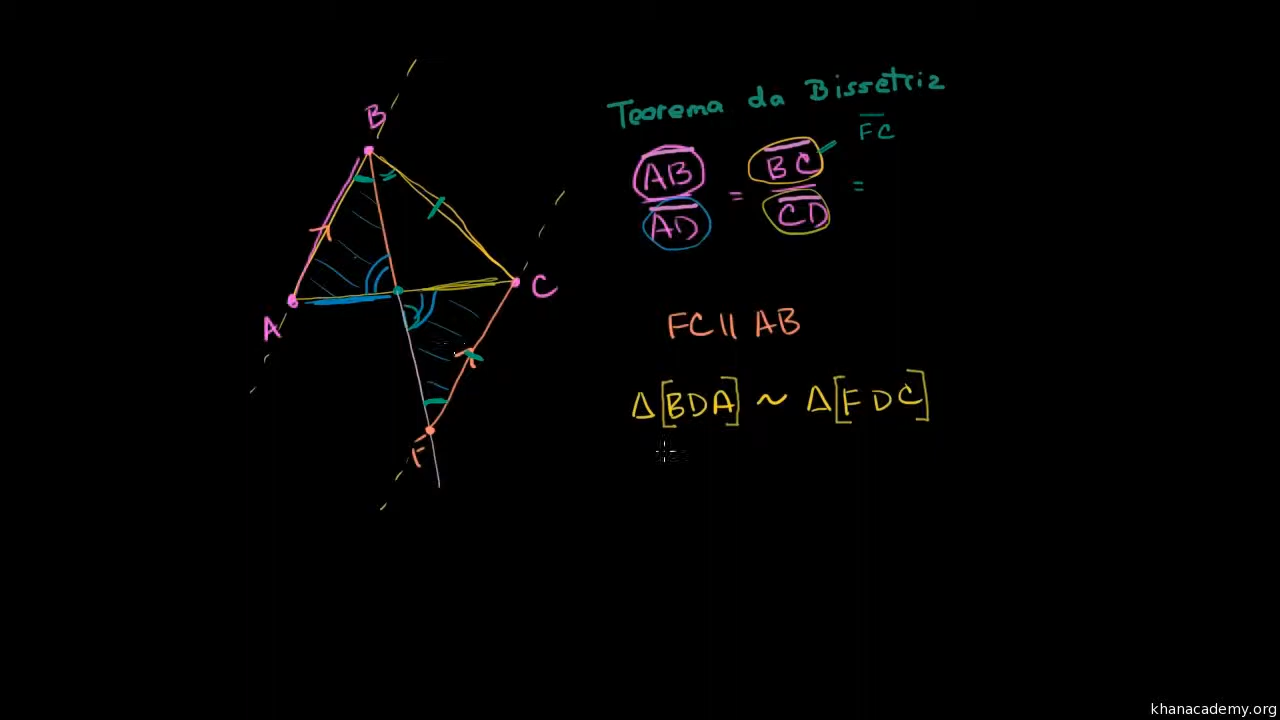 Teorema da Bissetriz
B
FC
AB = BC =
AD CD
C
A
FC || AB
Δ[BDA] ~ Δ[FDC]
F
khanacademy.org